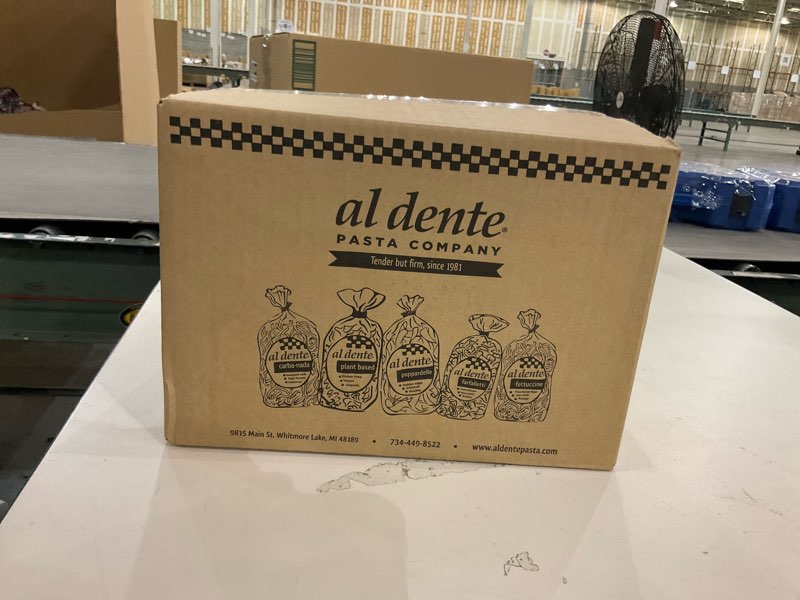 al dente®
PASTA COMPANY
Tender but firm, since 1981
al dente
carba-nada
al dente
plant based
al dente
pappardelle
al dente
farfalletti
al dente
fettuccine
9815 Main St. Whitmore Lake, MI 48189 • 734-449-8522 • www.aldentepasta.com